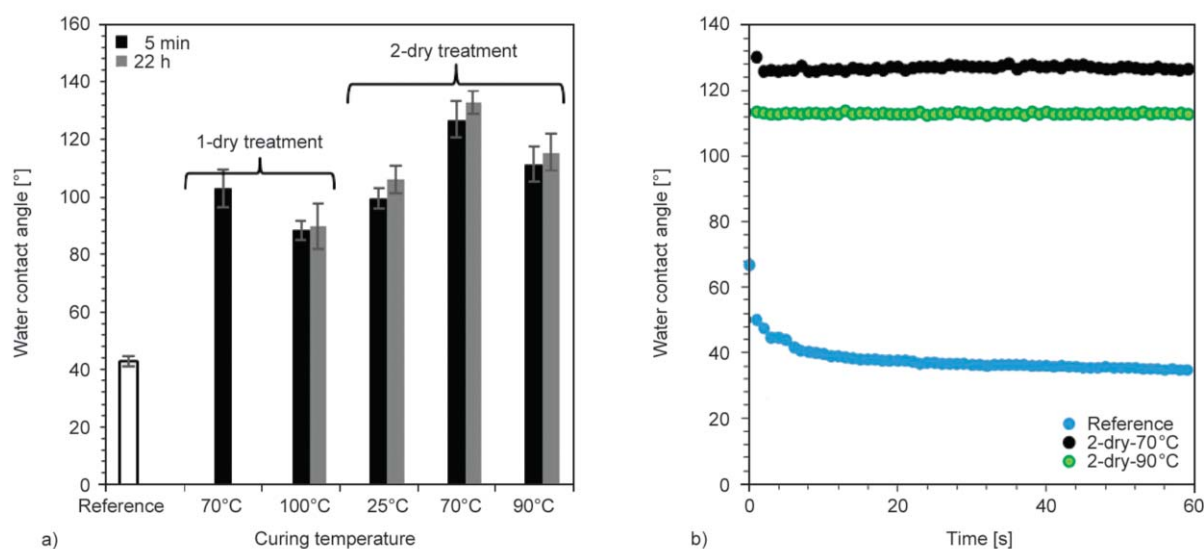 160
140
120
100
80
60
40
20
0
Water contact angle [°]
5 min
22 h
1-dry treatment
2-dry treatment
Reference 70°C 100°C 25°C 70°C 90°C
a) Curing temperature
140
120
100
80
60
40
20
0
Water contact angle [°]
Reference
2-dry-70°C
2-dry-90°C
0 20 40 60
b) Time [s]